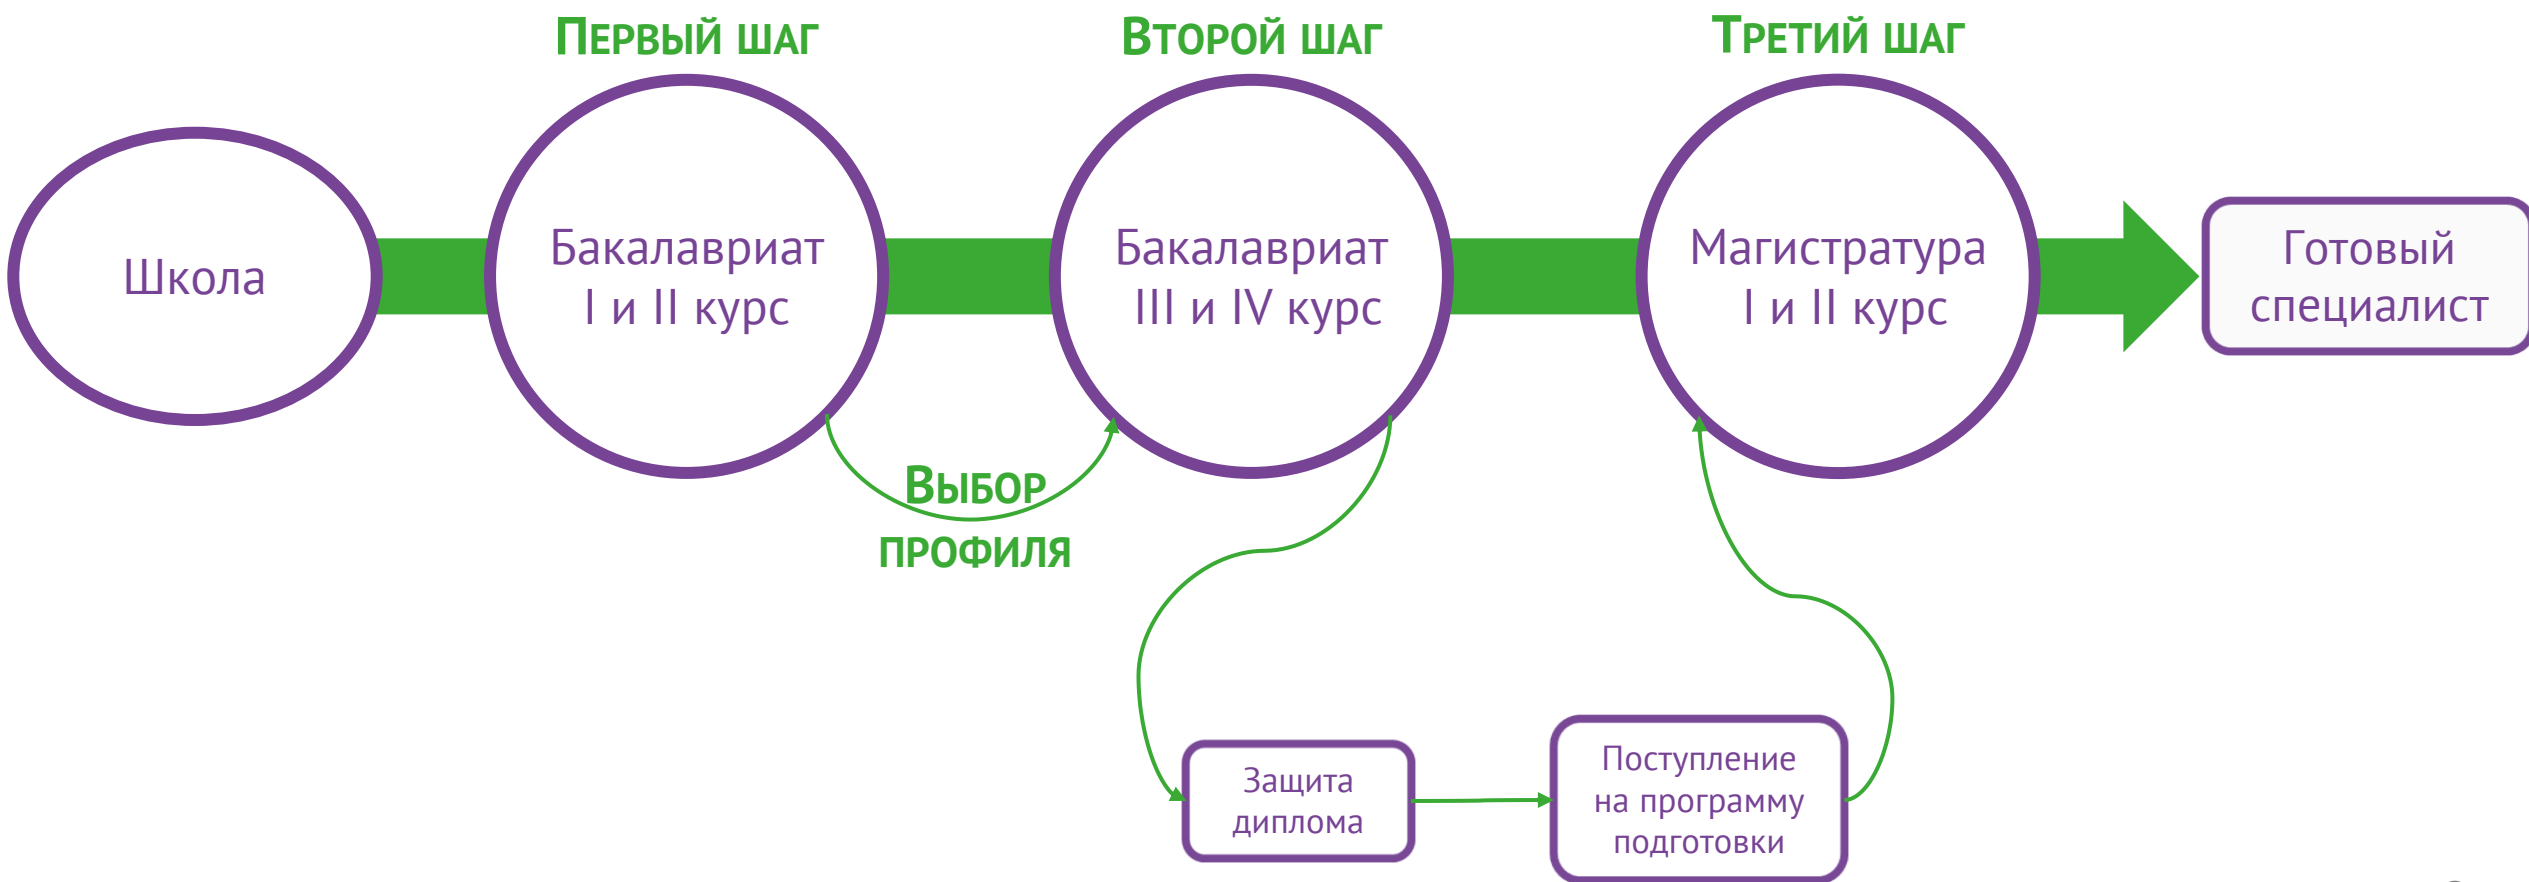 Первый шаг
Второй шаг
Третий шаг
Школа
Бакалавриат
I и II курс
Бакалавриат
III и IV курс
Магистратура
I и II курс
Готовый
специалист
Выбор
профиля
Защита
диплома
Поступление
на программу
подготовки